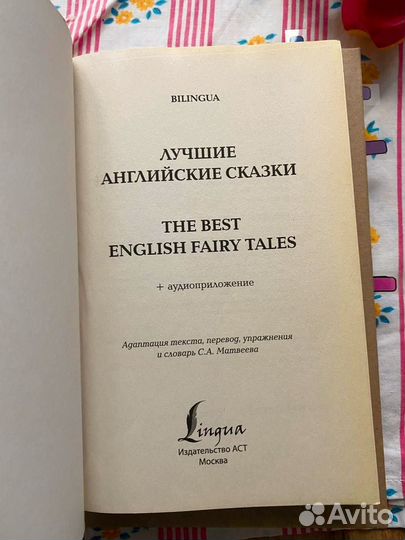 BILINGUA
ЛУЧШИЕ
АНГЛИЙСКИЕ СКАЗКИ
THE BEST
ENGLISH FAIRY TALES
+ аудиоприложение
Адаптация текста, перевод, упражнения
и словарь С.А. Матвеева
Lingua
Издательство АСТ
Москва
Avito